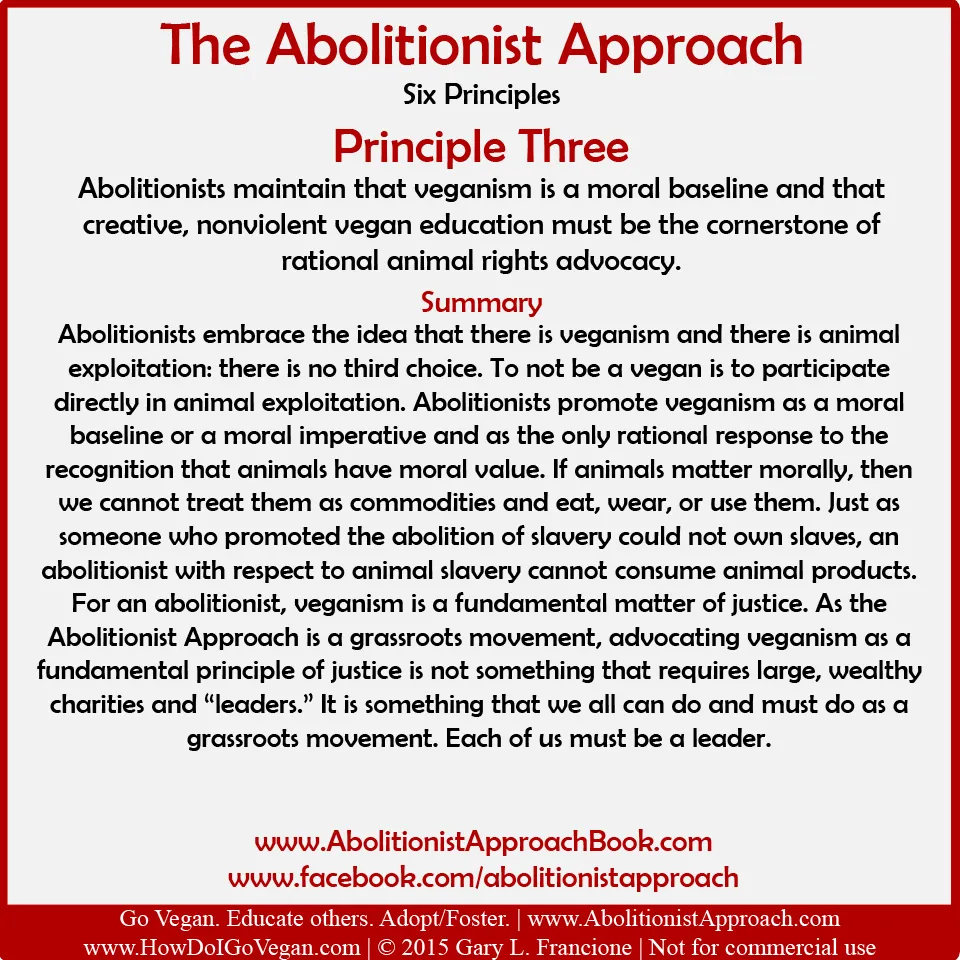 The Abolitionist Approach
Six Principles
Principle Three
Abolitionists maintain that veganism is a moral baseline and that
creative, nonviolent vegan education must be the cornerstone of
rational animal rights advocacy.
Summary
Abolitionists embrace the idea that there is veganism and there is animal
exploitation: there is no third choice. To not be a vegan is to participate
directly in animal exploitation. Abolitionists promote veganism as a moral
baseline or a moral imperative and as the only rational response to the
recognition that animals have moral value. If animals matter morally, then
we cannot treat them as commodities and eat, wear, or use them. Just as
someone who promoted the abolition of slavery could not own slaves, an
abolitionist with respect to animal slavery cannot consume animal products.
For an abolitionist, veganism is a fundamental matter of justice. As the
Abolitionist Approach is a grassroots movement, advocating veganism as a
fundamental principle of justice is not something that requires large, wealthy
charities and “leaders.” It is something that we all can do and must do as a
grassroots movement. Each of us must be a leader.
www.AbolitionistApproachBook.com
www.facebook.com/abolitionistapproach
Go Vegan. Educate others. Adopt/Foster. | www.AbolitionistApproach.com
www.HowDoIGoVegan.com | © 2015 Gary L. Francione | Not for commercial use